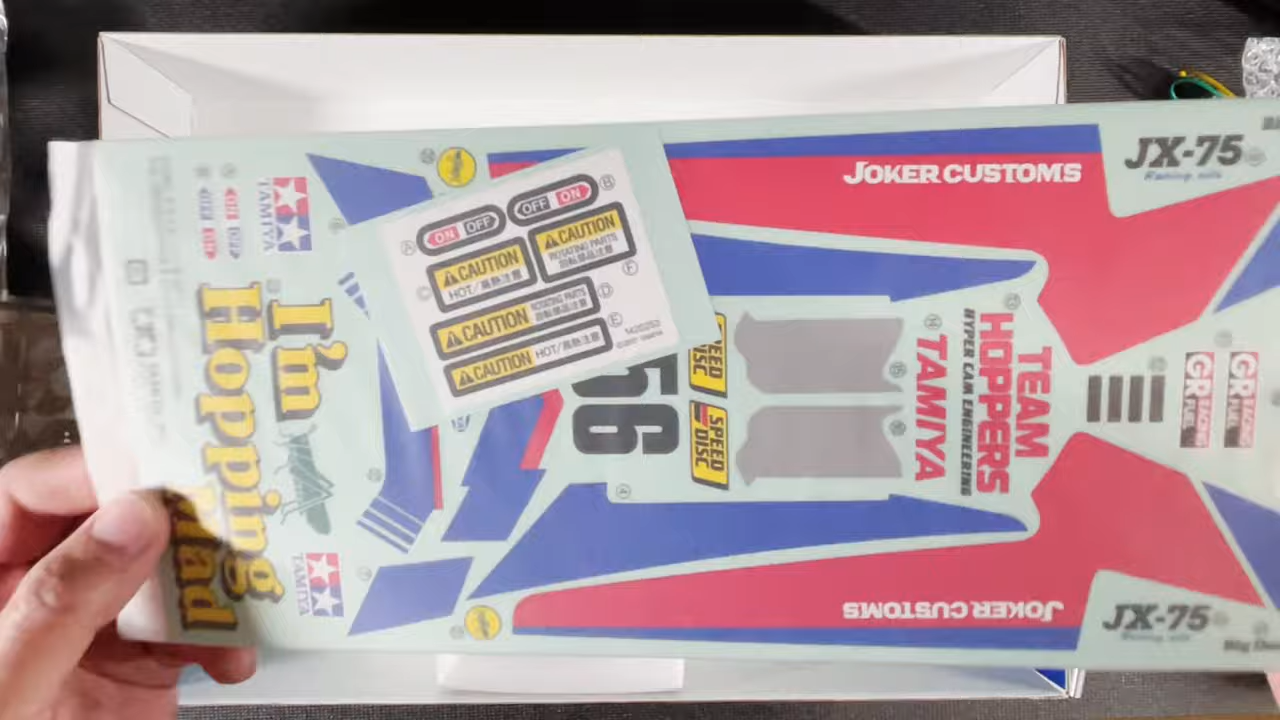 TAMIYA
I'm
Hopping
TAMIYA
A
ON OFF
OFF ON
B
CAUTION
HOT/高熱注意
C
CAUTION
ROTATING PARTS
回転部品注意
F
CAUTION
ROTATING PARTS
回転部品注意
D
CAUTION HOT/高熱注意
E
56
SPEED
DISC
SPEED
DISC
JOKER CUSTOMS
JX-75
TEAM
HOPPERS
HYPER CAM ENGINEERING
TAMIYA
GR
FUEL
GR
FUEL
JOKER CUSTOMS
JX-75